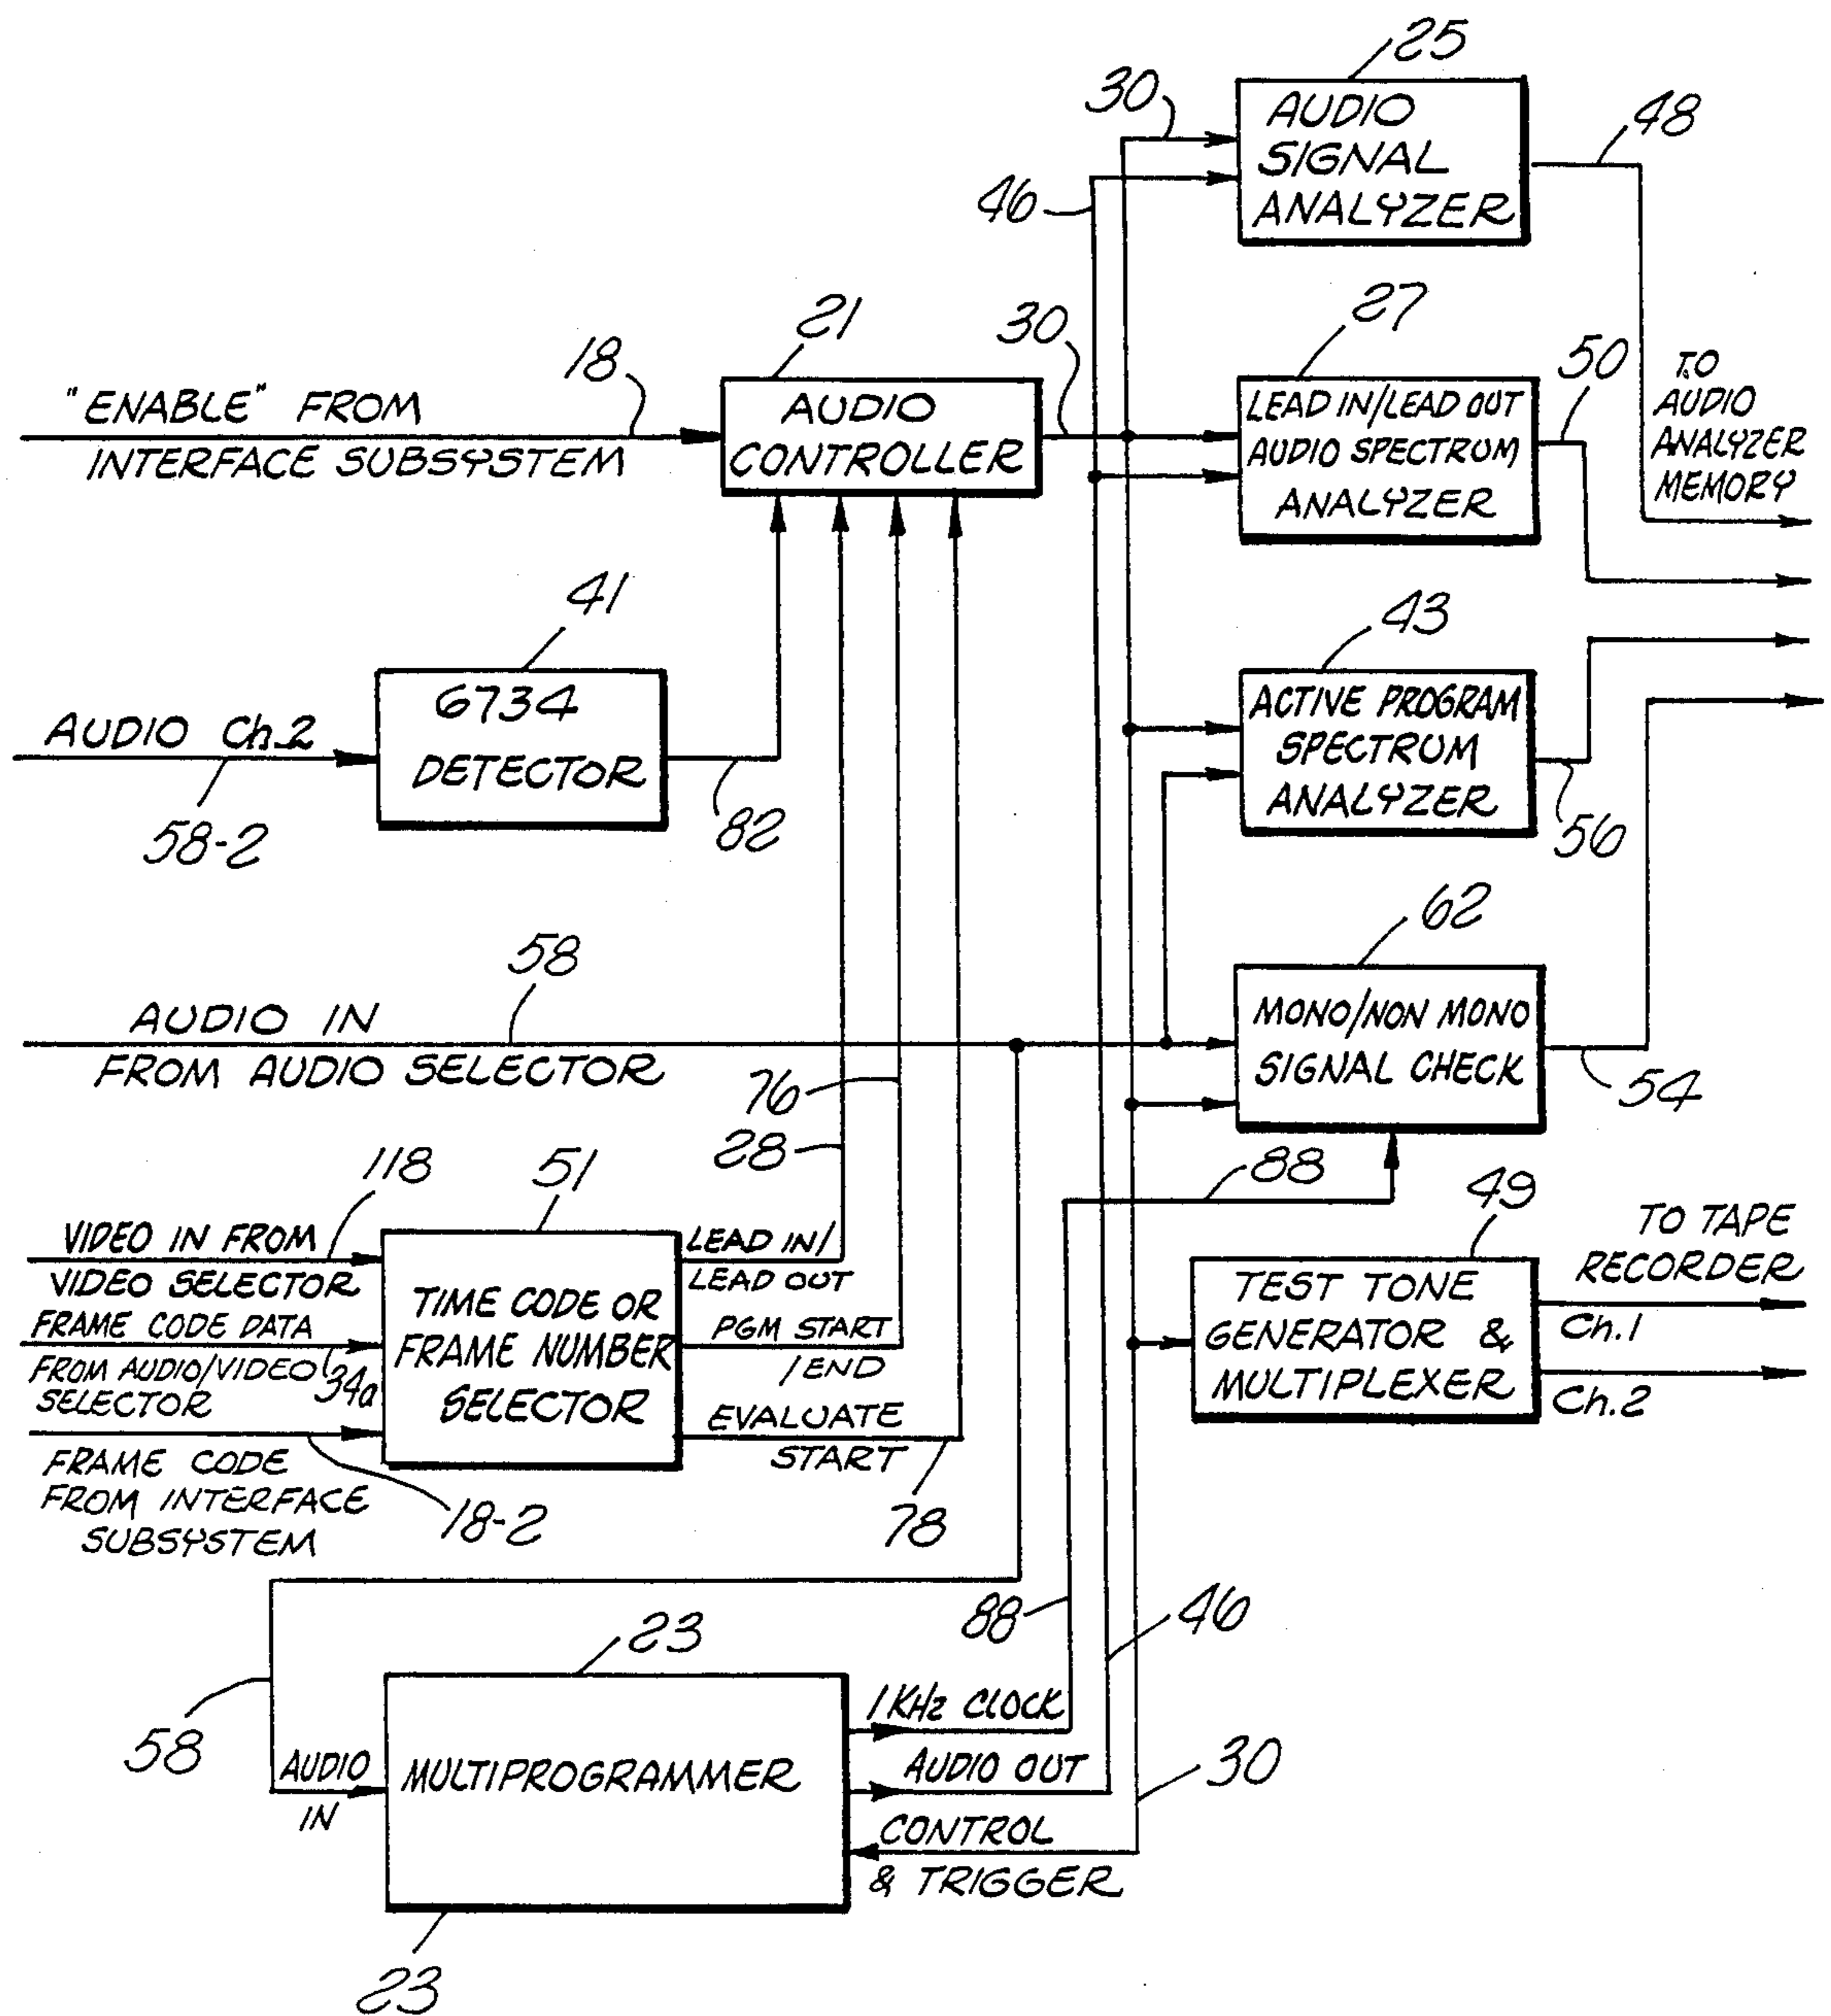 25
30
AUDIO
SIGNAL
ANALYZER
48
46
21
30
27
"ENABLE" FROM
INTERFACE SUBSYSTEM
18
AUDIO
CONTROLLER
LEAD IN/LEAD OUT
AUDIO SPECTRUM
ANALYZER
50
TO
AUDIO
ANALYZER
MEMORY
41
43
AUDIO Ch.2
58-2
6734
DETECTOR
82
ACTIVE PROGRAM
SPECTRUM
ANALYZER
56
62
58
AUDIO IN
FROM AUDIO SELECTOR
MONO/NON MONO
SIGNAL CHECK
54
76
28
88
118
51
49
VIDEO IN FROM
VIDEO SELECTOR
FRAME CODE DATA
FROM AUDIO/VIDEO
SELECTOR
34a
FRAME CODE
FROM INTERFACE
SUBSYSTEM
18-2
TIME CODE OR
FRAME NUMBER
SELECTOR
LEAD IN/
LEAD OUT
PGM START
/END
EVALUATE
START
78
TEST TONE
GENERATOR &
MULTIPLEXER
TO TAPE
RECORDER
Ch.1
Ch.2
88
46
23
58
AUDIO
IN
MULTIPROGRAMMER
1 KHz CLOCK
AUDIO OUT
CONTROL
& TRIGGER
30
23